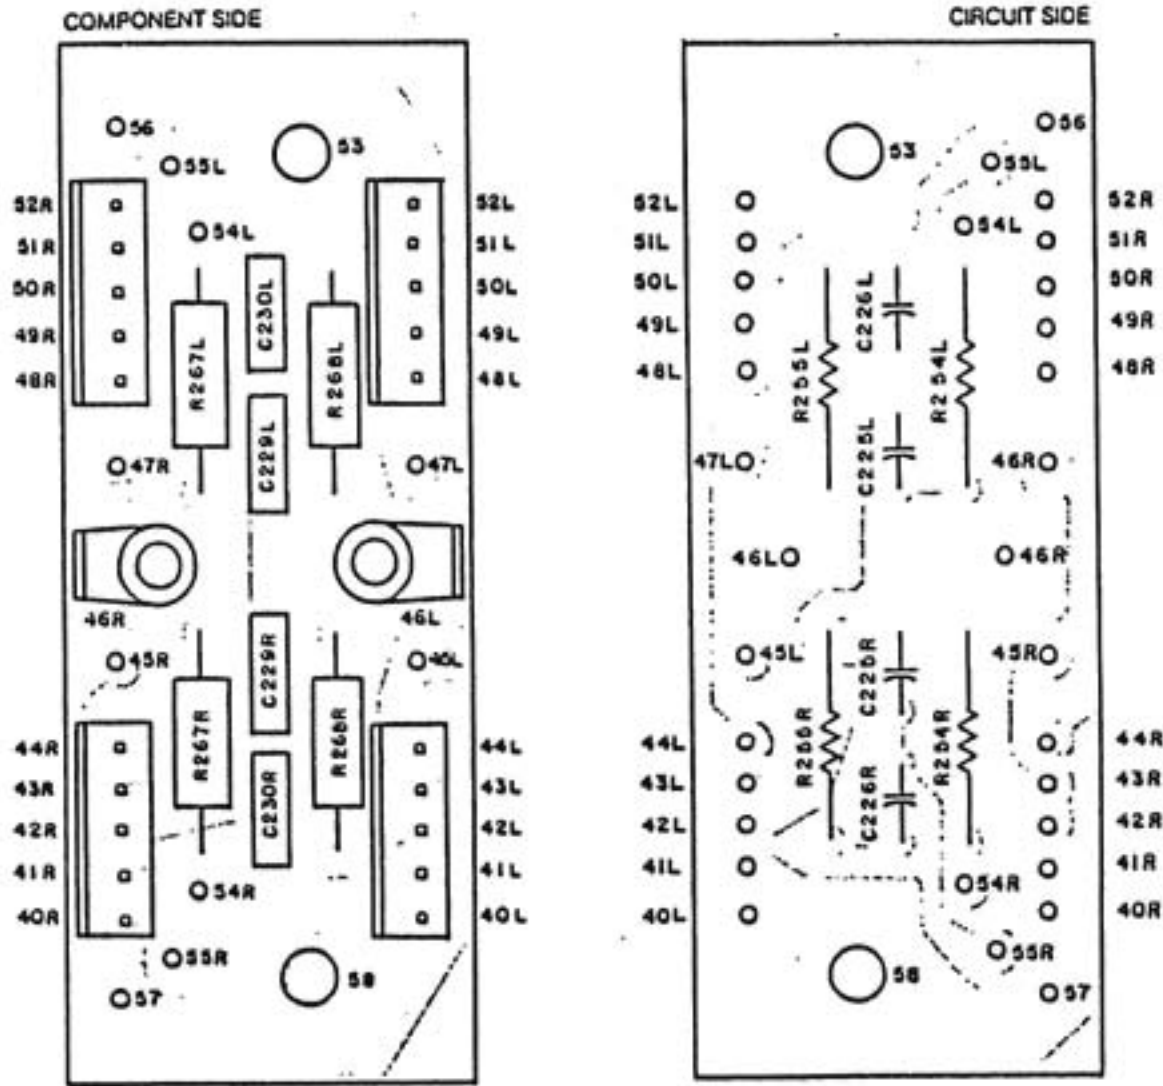 COMPONENT SIDE
56
55L
53
52R
51R
50R
49R
48R
54L
52L
51L
50L
49L
48L
R267L
C230L
R268L
C229L
47R
47L
46R
46L
45R
45L
C229R
R267R
R268R
C230R
44R
43R
42R
41R
40R
44L
43L
42L
41L
40L
54R
55R
57
58
CIRCUIT SIDE
56
55L
53
54L
52L
51L
50L
49L
48L
52R
51R
50R
49R
48R
R255L
C226L
R254L
C225L
47L
46R
46L
46R
45L
45R
C225R
R254R
C226R
44L
43L
42L
41L
40L
44R
43R
42R
41R
40R
54R
55R
58
57